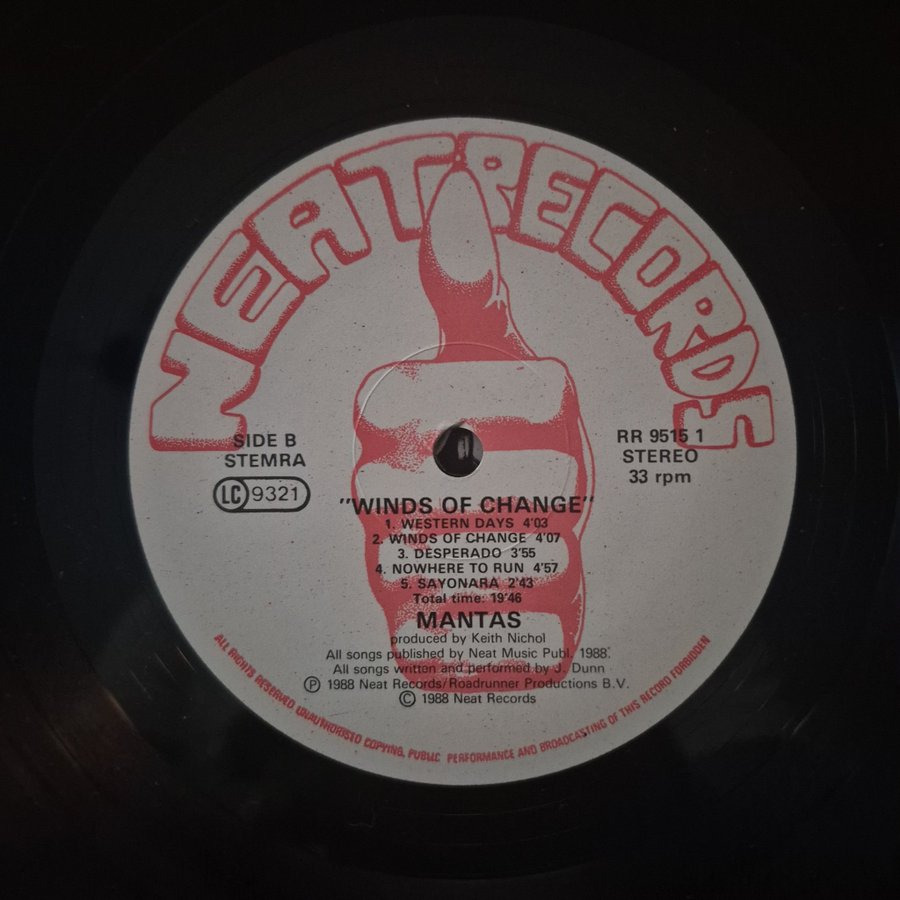 NEAT RECORDS
SIDE B
STEMRA
LC 9321
RR 9515 1
STEREO
33 rpm
"WINDS OF CHANGE"
1. WESTERN DAYS 4'03
2. WINDS OF CHANGE 4'07
3. DESPERADO 3'55
4. NOWHERE TO RUN 4'57
5. SAYONARA 2'43
Total time: 19'46
MANTAS
produced by Keith Nichol
All songs published by Neat Music Publ. 1988.
All songs written and performed by J. Dunn
Ⓟ 1988 Neat Records/Roadrunner Productions B.V.
© 1988 Neat Records
ALL RIGHTS RESERVED. UNAUTHORISED COPYING, PUBLIC PERFORMANCE AND BROADCASTING OF THIS RECORD FORBIDDEN